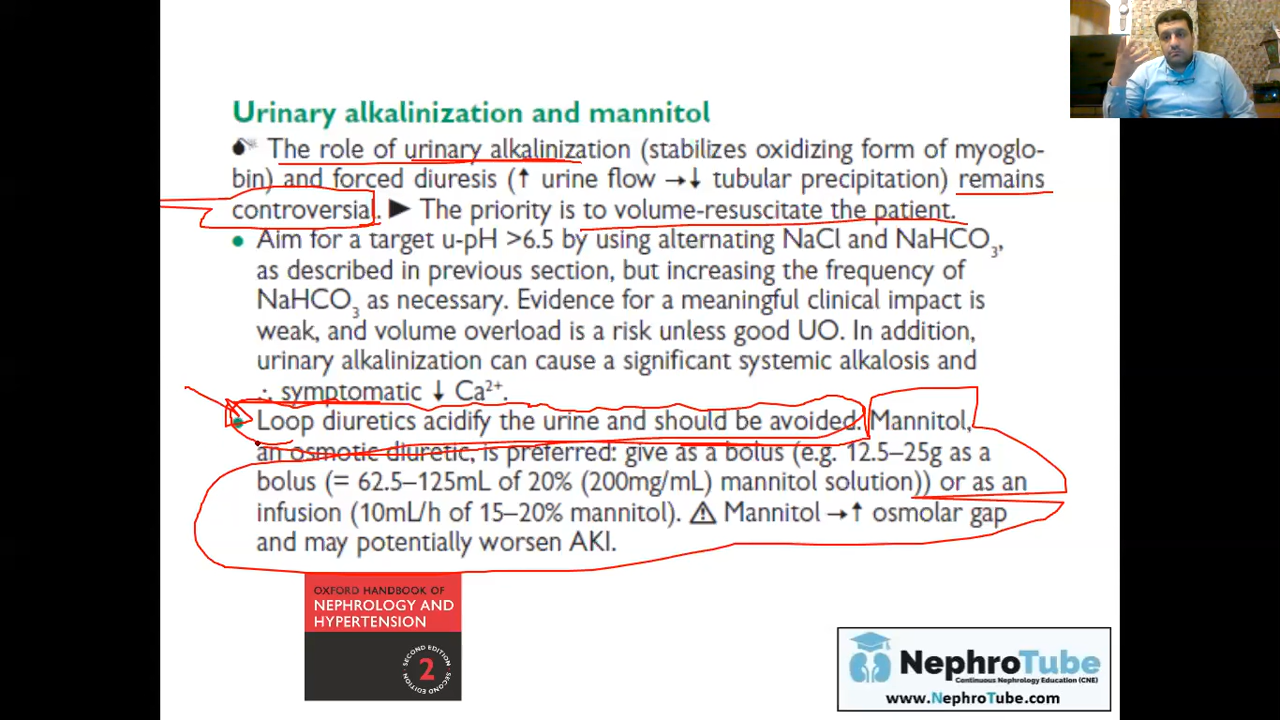 Urinary alkalinization and mannitol
The role of urinary alkalinization (stabilizes oxidizing form of myoglo-
bin) and forced diuresis (↑ urine flow →↓ tubular precipitation) remains
controversial. ► The priority is to volume-resuscitate the patient.
• Aim for a target u-pH >6.5 by using alternating NaCl and NaHCO₃,
as described in previous section, but increasing the frequency of
NaHCO₃ as necessary. Evidence for a meaningful clinical impact is
weak, and volume overload is a risk unless good UO. In addition,
urinary alkalinization can cause a significant systemic alkalosis and
∴ symptomatic ↓ Ca²⁺.
• Loop diuretics acidify the urine and should be avoided. Mannitol,
an osmotic diuretic, is preferred: give as a bolus (e.g. 12.5–25g as a
bolus (= 62.5–125mL of 20% (200mg/mL) mannitol solution)) or as an
infusion (10mL/h of 15–20% mannitol). ⚠ Mannitol →↑ osmolar gap
and may potentially worsen AKI.
OXFORD HANDBOOK OF
NEPHROLOGY AND
HYPERTENSION
SECOND EDITION • SECOND EDITION •
2
NephroTube
Continuous Nephrology Education (CNE)
www.NephroTube.com